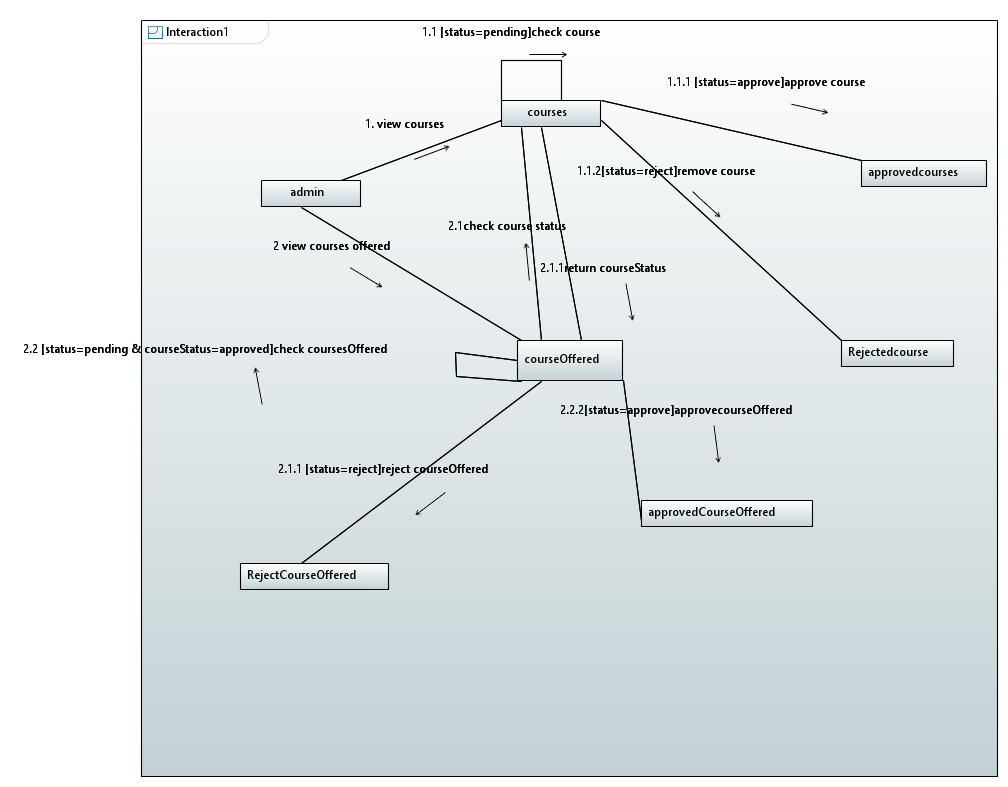 Interaction1
1.1 [status=pending]check course
1.1.1 [status=approve]approve course
courses
1. view courses
1.1.2[status=reject]remove course
approvedcourses
admin
2.1check course status
2 view courses offered
2.1.1return courseStatus
2.2 [status=pending & courseStatus=approved]check coursesOffered
courseOffered
Rejectedcourse
2.2.2[status=approve]approvecourseOffered
2.1.1 [status=reject]reject courseOffered
approvedCourseOffered
RejectCourseOffered